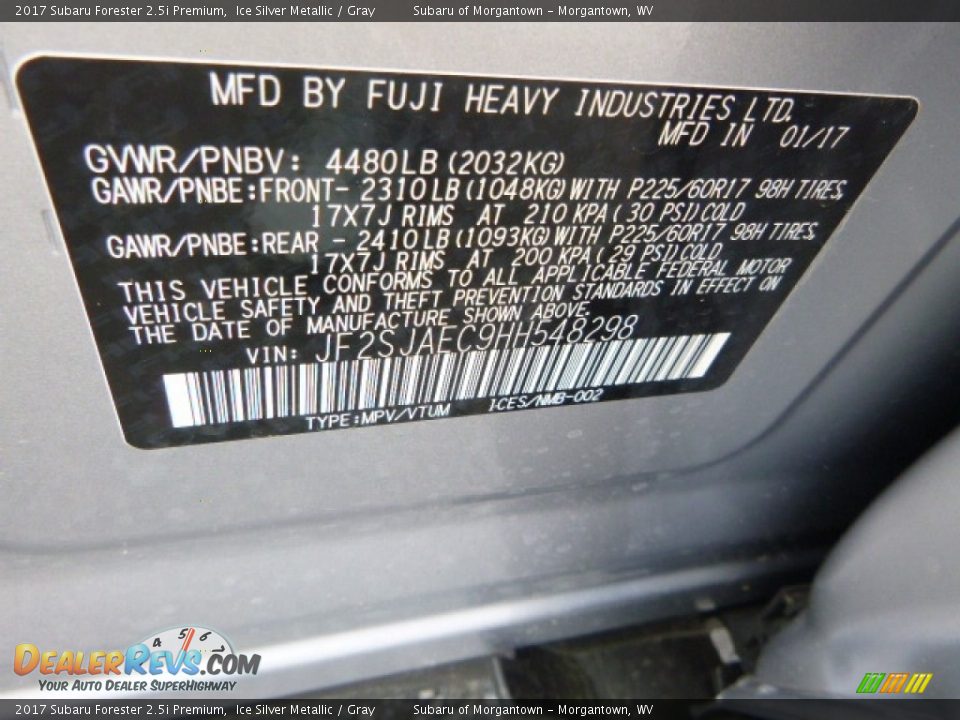 2017 Subaru Forester 2.5i Premium,  Ice Silver Metallic / Gray          Subaru of Morgantown - Morgantown, WV
MFD BY FUJI HEAVY INDUSTRIES LTD.
MFD IN 01/17
GVWR/PNBV: 4480LB(2032KG)
GAWR/PNBE:FRONT- 2310LB(1048KG)WITH P225/60R17 98H TIRES,
17X7J RIMS AT 210 KPA(30 PSI)COLD
GAWR/PNBE:REAR - 2410LB(1093KG)WITH P225/60R17 98H TIRES,
17X7J RIMS AT 200 KPA(29 PSI)COLD
THIS VEHICLE CONFORMS TO ALL APPLICABLE FEDERAL MOTOR
VEHICLE SAFETY AND THEFT PREVENTION STANDARDS IN EFFECT ON
THE DATE OF MANUFACTURE SHOWN ABOVE.
VIN: JF2SJAEC9HH548298
TYPE:MPV/VTUM ICES/NMB-002
4 5 6
DEALERREVS.COM
YOUR AUTO DEALER SUPERHIGHWAY
2017 Subaru Forester 2.5i Premium,  Ice Silver Metallic / Gray          Subaru of Morgantown - Morgantown, WV